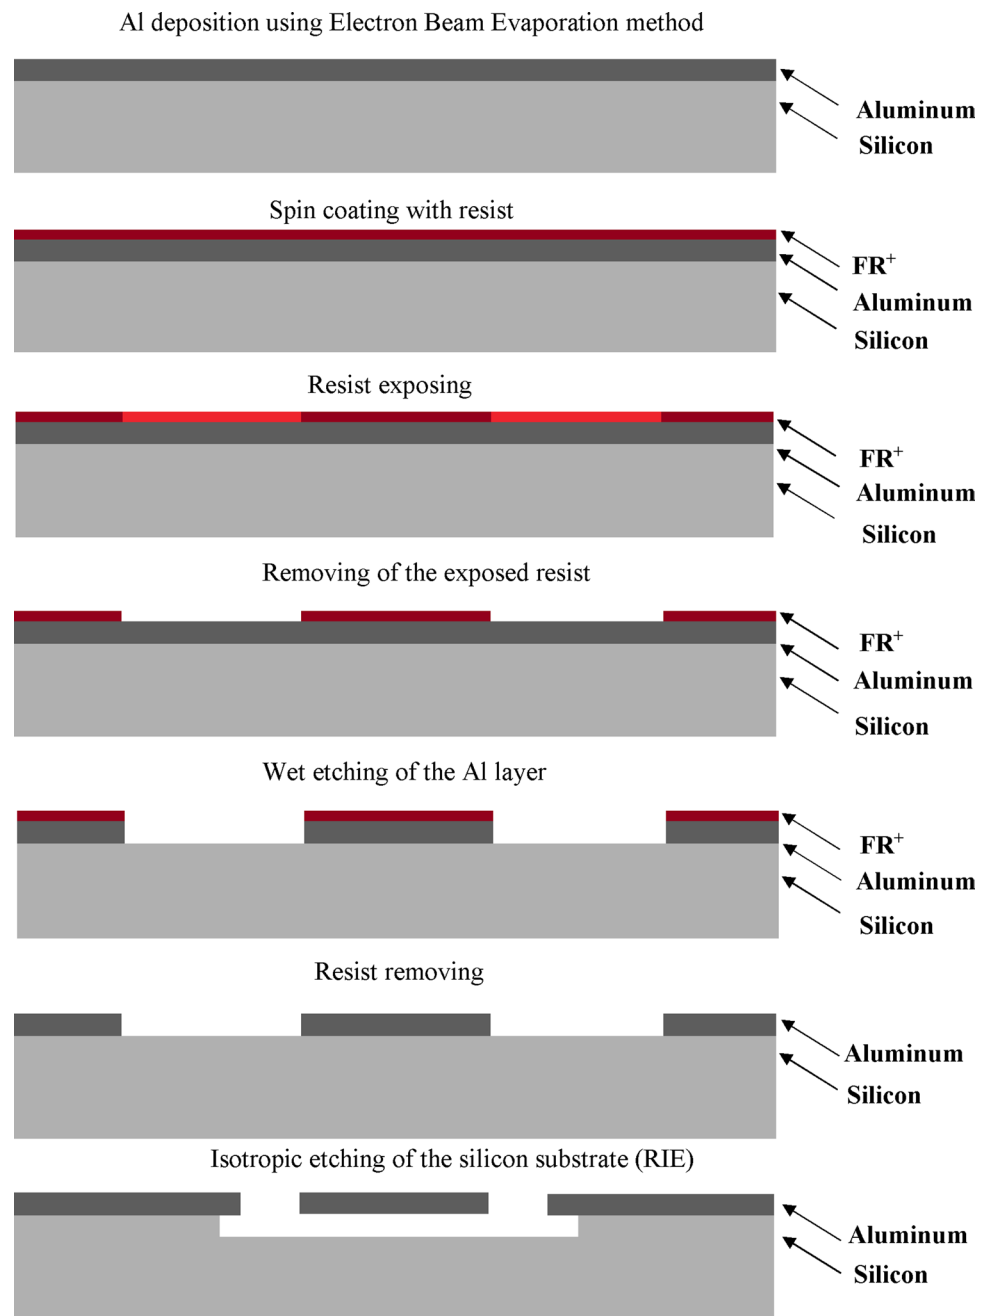 Al deposition using Electron Beam Evaporation method
Aluminum
Silicon
Spin coating with resist
FR⁺
Aluminum
Silicon
Resist exposing
FR⁺
Aluminum
Silicon
Removing of the exposed resist
FR⁺
Aluminum
Silicon
Wet etching of the Al layer
FR⁺
Aluminum
Silicon
Resist removing
Aluminum
Silicon
Isotropic etching of the silicon substrate (RIE)
Aluminum
Silicon